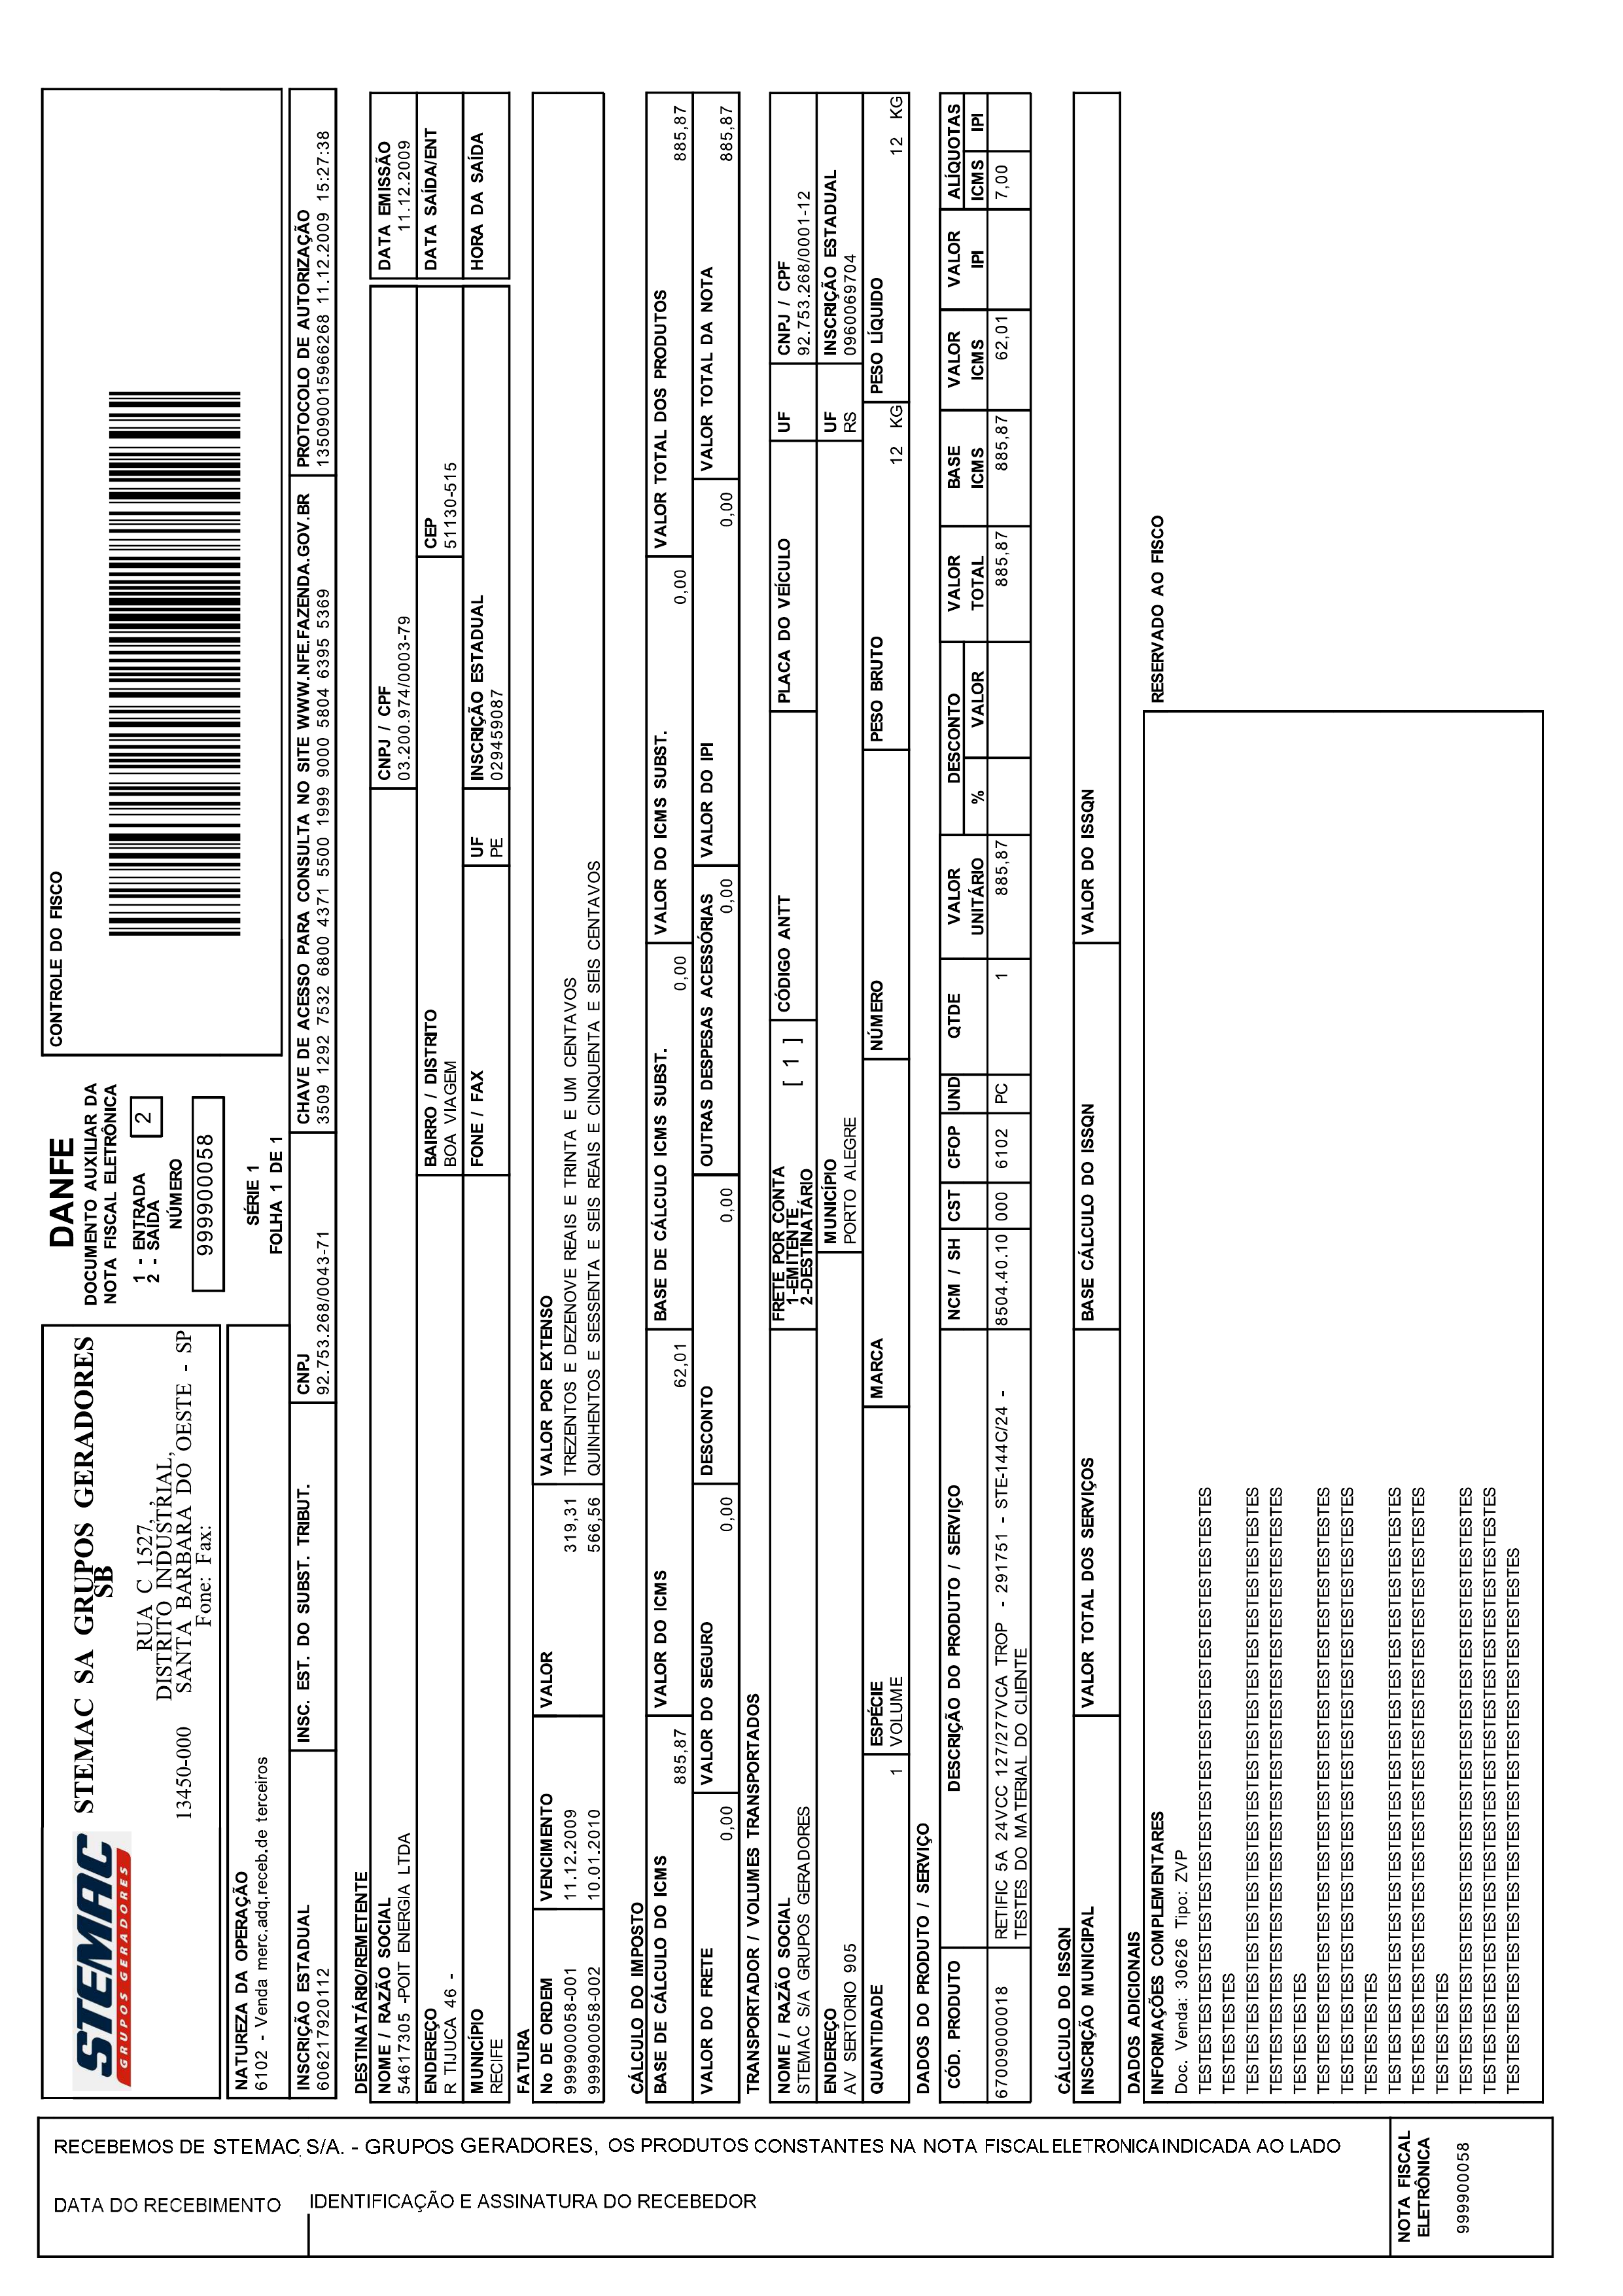 RECEBEMOS DE STEMAC S/A. - GRUPOS GERADORES, OS PRODUTOS CONSTANTES NA NOTA FISCAL ELETRONICA INDICADA AO LADO
DATA DO RECEBIMENTO
IDENTIFICAÇÃO E ASSINATURA DO RECEBEDOR
NOTA FISCAL
ELETRÔNICA
999900058
STEMAC
GRUPOS GERADORES
STEMAC SA GRUPOS GERADORES
SB
RUA C 1527, ,
DISTRITO INDUSTRIAL,
13450-000 SANTA BARBARA DO OESTE - SP
Fone: Fax:
DANFE
DOCUMENTO AUXILIAR DA
NOTA FISCAL ELETRÔNICA
1 - ENTRADA
2 - SAÍDA
2
NÚMERO
999900058
SÉRIE 1
FOLHA 1 DE 1
CONTROLE DO FISCO
NATUREZA DA OPERAÇÃO
6102 - Venda merc.adq.receb.de terceiros
INSCRIÇÃO ESTADUAL
606217920112
INSC. EST. DO SUBST. TRIBUT.
CNPJ
92.753.268/0043-71
CHAVE DE ACESSO PARA CONSULTA NO SITE WWW.NFE.FAZENDA.GOV.BR
3509 1292 7532 6800 4371 5500 1999 9000 5804 6395 5369
PROTOCOLO DE AUTORIZAÇÃO
135090015966268 11.12.2009 15:27:38
DESTINATÁRIO/REMETENTE
NOME / RAZÃO SOCIAL
54617305 -POIT ENERGIA LTDA
CNPJ / CPF
03.200.974/0003-79
DATA EMISSÃO
11.12.2009
ENDEREÇO
R TIJUCA 46 -
BAIRRO / DISTRITO
BOA VIAGEM
CEP
51130-515
DATA SAÍDA/ENT
MUNICÍPIO
RECIFE
FONE / FAX
UF
PE
INSCRIÇÃO ESTADUAL
029459087
HORA DA SAÍDA
FATURA
No DE ORDEM VENCIMENTO VALOR VALOR POR EXTENSO
999900058-001 11.12.2009 319,31 TREZENTOS E DEZENOVE REAIS E TRINTA E UM CENTAVOS
999900058-002 10.01.2010 566,56 QUINHENTOS E SESSENTA E SEIS REAIS E CINQUENTA E SEIS CENTAVOS
CÁLCULO DO IMPOSTO
BASE DE CÁLCULO DO ICMS
885,87
VALOR DO ICMS
62,01
BASE DE CÁLCULO ICMS SUBST.
0,00
VALOR DO ICMS SUBST.
0,00
VALOR TOTAL DOS PRODUTOS
885,87
VALOR DO FRETE
0,00
VALOR DO SEGURO
0,00
DESCONTO
0,00
OUTRAS DESPESAS ACESSÓRIAS
0,00
VALOR DO IPI
0,00
VALOR TOTAL DA NOTA
885,87
TRANSPORTADOR / VOLUMES TRANSPORTADOS
NOME / RAZÃO SOCIAL
STEMAC S/A GRUPOS GERADORES
FRETE POR CONTA
1-EMITENTE
2-DESTINATÁRIO
[ 1 ]
CÓDIGO ANTT
PLACA DO VEÍCULO
UF
CNPJ / CPF
92.753.268/0001-12
ENDEREÇO
AV SERTORIO 905
MUNICÍPIO
PORTO ALEGRE
UF
RS
INSCRIÇÃO ESTADUAL
0960069704
QUANTIDADE
1
ESPÉCIE
VOLUME
MARCA
NÚMERO
PESO BRUTO
12 KG
PESO LÍQUIDO
12 KG
DADOS DO PRODUTO / SERVIÇO
CÓD. PRODUTO DESCRIÇÃO DO PRODUTO / SERVIÇO NCM / SH CST CFOP UND QTDE VALOR UNITÁRIO DESCONTO % VALOR VALOR TOTAL BASE ICMS VALOR ICMS VALOR IPI ALÍQUOTAS ICMS IPI
670090000018 RETIFIC 5A 24VCC 127/277VCA TROP - 291751 - STE-144C/24 - 8504.40.10 000 6102 PC 1 885,87 885,87 885,87 62,01 7,00
TESTES DO MATERIAL DO CLIENTE
CÁLCULO DO ISSQN
INSCRIÇÃO MUNICIPAL
VALOR TOTAL DOS SERVIÇOS
BASE CÁLCULO DO ISSQN
VALOR DO ISSQN
DADOS ADICIONAIS
INFORMAÇÕES COMPLEMENTARES
RESERVADO AO FISCO
Doc. Venda: 30626 Tipo: ZVP
TESTESTESTESTESTESTESTESTESTESTESTESTESTESTESTESTESTESTES
TESTESTES
TESTESTESTESTESTESTESTESTESTESTESTESTESTESTESTESTESTESTES
TESTESTESTESTESTESTESTESTESTESTESTESTESTESTESTESTESTESTES
TESTESTES
TESTESTESTESTESTESTESTESTESTESTESTESTESTESTESTESTESTESTES
TESTESTESTESTESTESTESTESTESTESTESTESTESTESTESTESTESTESTES
TESTESTES
TESTESTESTESTESTESTESTESTESTESTESTESTESTESTESTESTESTESTES
TESTESTESTESTESTESTESTESTESTESTESTESTESTESTESTESTESTESTES
TESTESTES
TESTESTESTESTESTESTESTESTESTESTESTESTESTESTESTESTESTESTES
TESTESTESTESTESTESTESTESTESTESTESTESTESTESTESTESTESTESTES
TESTESTESTESTESTESTESTESTESTESTESTESTESTESTESTESTES